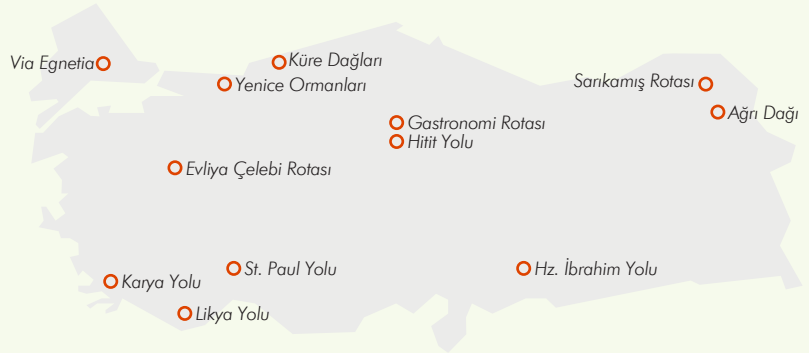 Via Egnetia
Küre Dağları
Yenice Ormanları
Sarıkamış Rotası
Ağrı Dağı
Gastronomi Rotası
Hitit Yolu
Evliya Çelebi Rotası
St. Paul Yolu
Hz. İbrahim Yolu
Karya Yolu
Likya Yolu